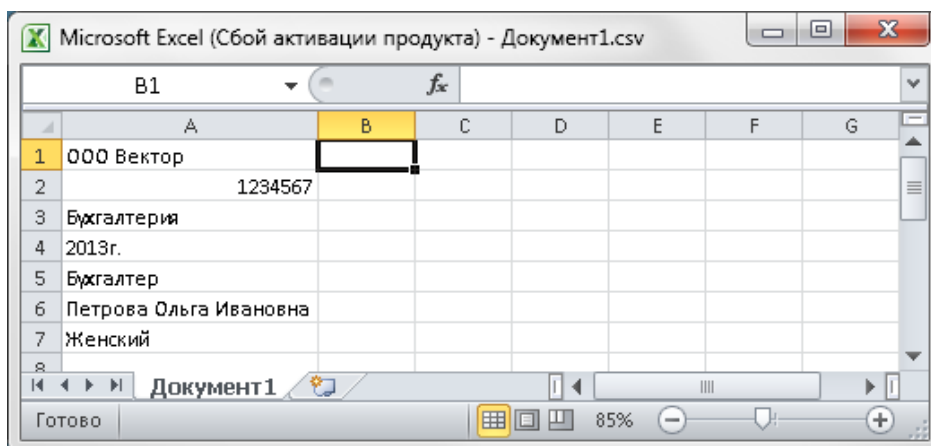 Microsoft Excel (Сбой активации продукта) - Документ1.csv
B1 fx
A B C D E F G
1 ООО Вектор
2 1234567
3 Бухгалтерия
4 2013г.
5 Бухгалтер
6 Петрова Ольга Ивановна
7 Женский
8
Документ1
Готово 85%